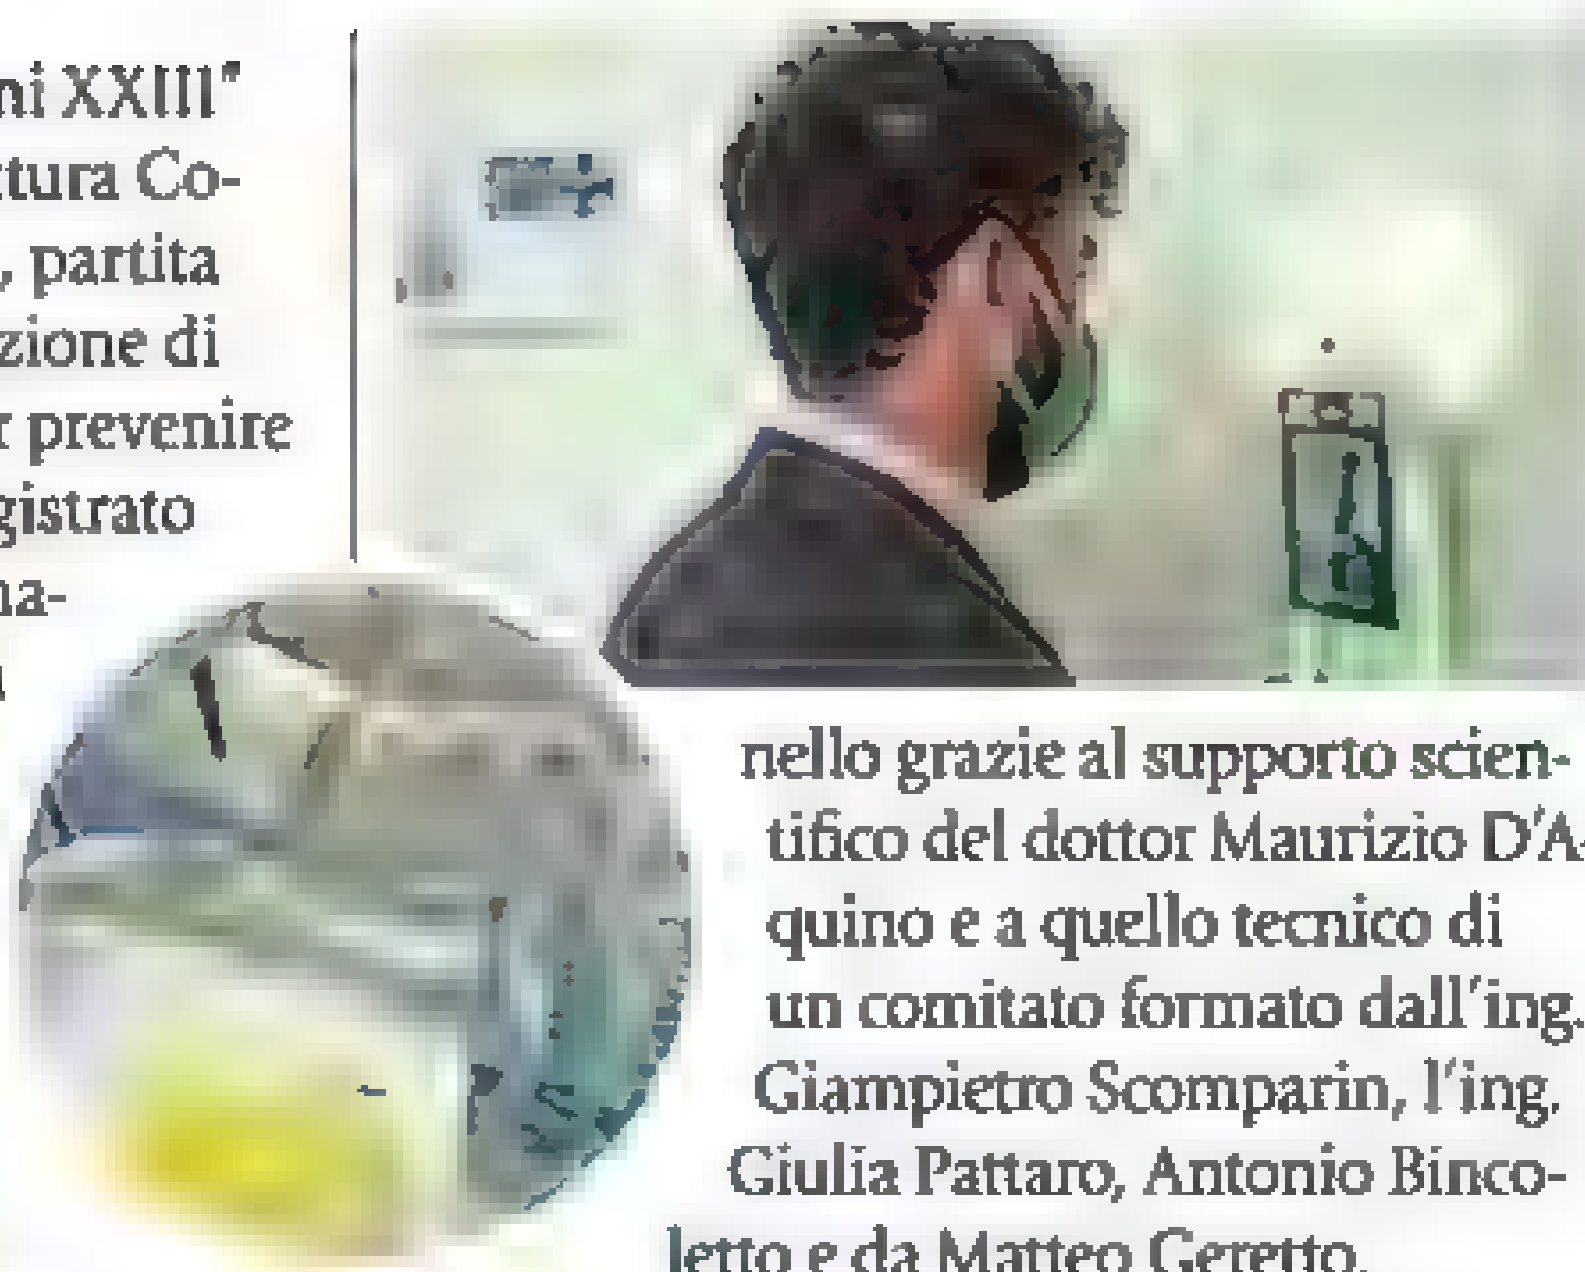 ni XXIII"
ttura Co-
, partita
zione di
r prevenire
gistrato
na-
nello grazie al supporto scien-
tifico del dottor Maurizio D'A-
quino e a quello tecnico di
un comitato formato dall'ing.
Giampietro Scomparin, l'ing.
Giulia Pattaro, Antonio Binco-
letto e da Matteo Geretto.